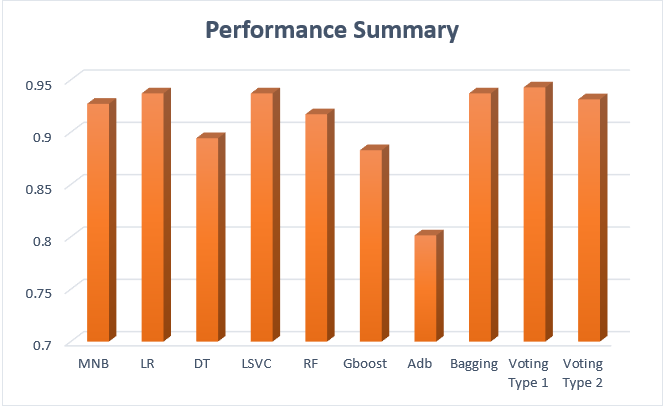 Performance Summary
0.95
0.9
0.85
0.8
0.75
0.7
MNB LR DT LSVC RF Gboost Adb Bagging Voting Voting
Type 1 Type 2